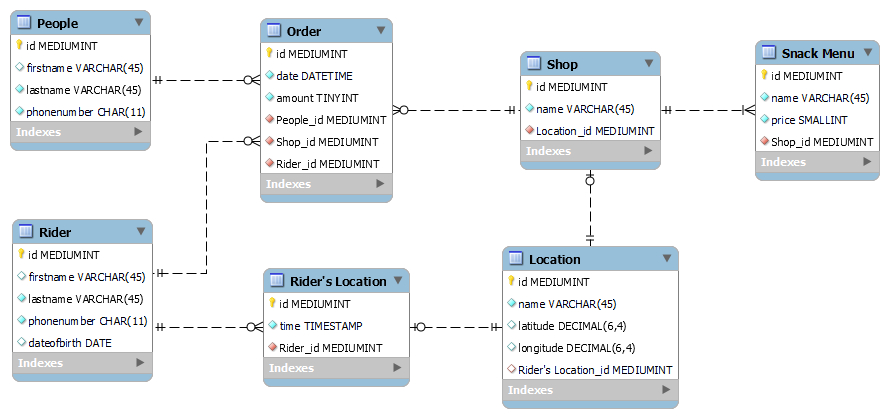 People
id MEDIUMINT
firstname VARCHAR(45)
lastname VARCHAR(45)
phonenumber CHAR(11)
Indexes
Order
id MEDIUMINT
date DATETIME
amount TINYINT
People_id MEDIUMINT
Shop_id MEDIUMINT
Rider_id MEDIUMINT
Indexes
Shop
id MEDIUMINT
name VARCHAR(45)
Location_id MEDIUMINT
Indexes
Snack Menu
id MEDIUMINT
name VARCHAR(45)
price SMALLINT
Shop_id MEDIUMINT
Indexes
Rider
id MEDIUMINT
firstname VARCHAR(45)
lastname VARCHAR(45)
phonenumber CHAR(11)
dateofbirth DATE
Indexes
Rider's Location
id MEDIUMINT
time TIMESTAMP
Rider_id MEDIUMINT
Indexes
Location
id MEDIUMINT
name VARCHAR(45)
latitude DECIMAL(6,4)
longitude DECIMAL(6,4)
Rider's Location_id MEDIUMINT
Indexes